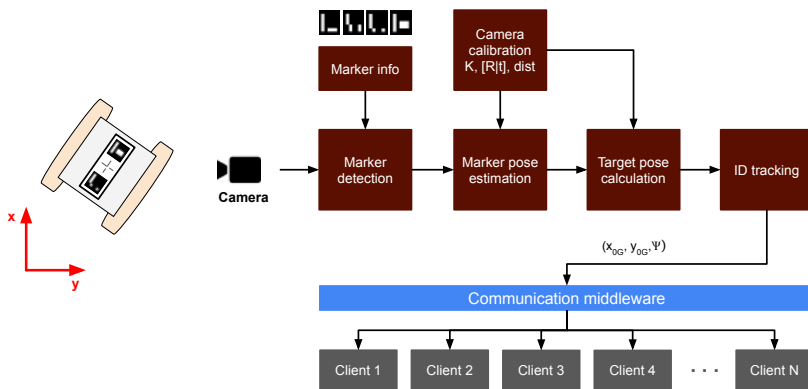 Marker info
Camera
calibration
K, [R|t], dist
Marker
detection
Marker pose
estimation
Target pose
calculation
ID tracking
Camera
x
y
(x0G, y0G,Ψ)
Communication middleware
Client 1
Client 2
Client 3
Client 4
. . .
Client N